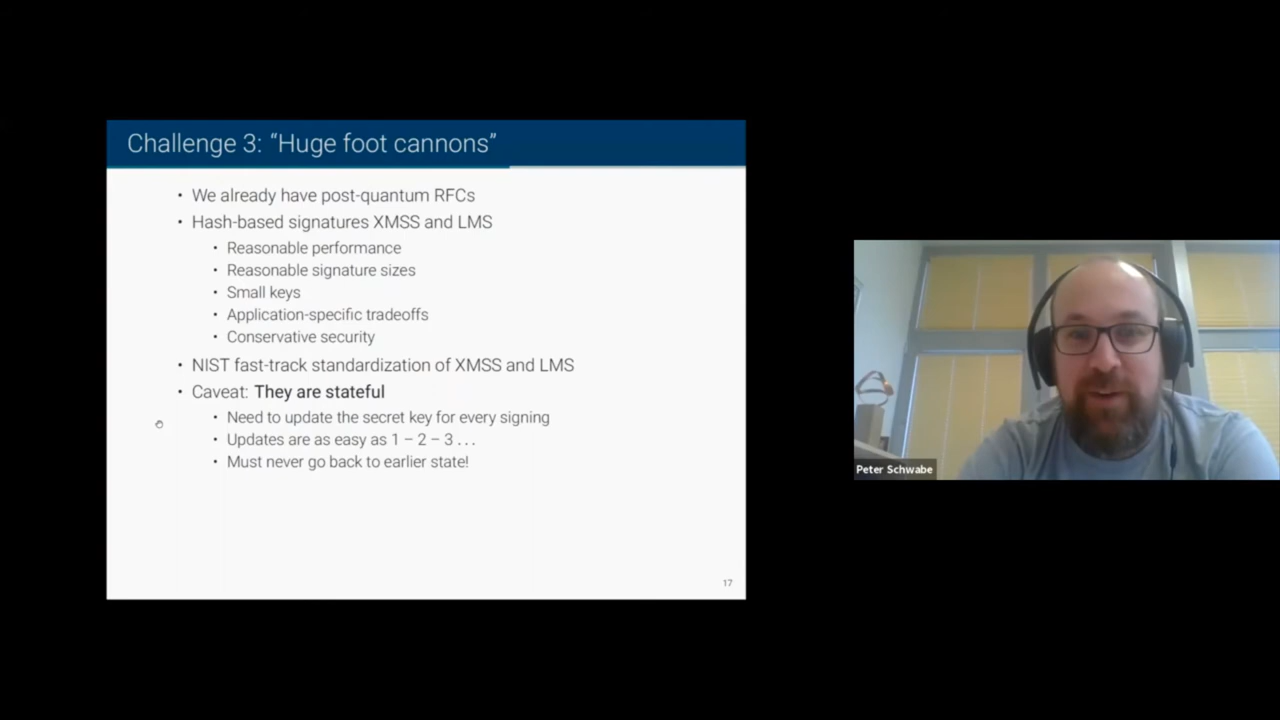 Challenge 3: “Huge foot cannons”
• We already have post-quantum RFCs
• Hash-based signatures XMSS and LMS
• Reasonable performance
• Reasonable signature sizes
• Small keys
• Application-specific tradeoffs
• Conservative security
• NIST fast-track standardization of XMSS and LMS
• Caveat: They are stateful
• Need to update the secret key for every signing
• Updates are as easy as 1 – 2 – 3 . . .
• Must never go back to earlier state!
17
Peter Schwabe